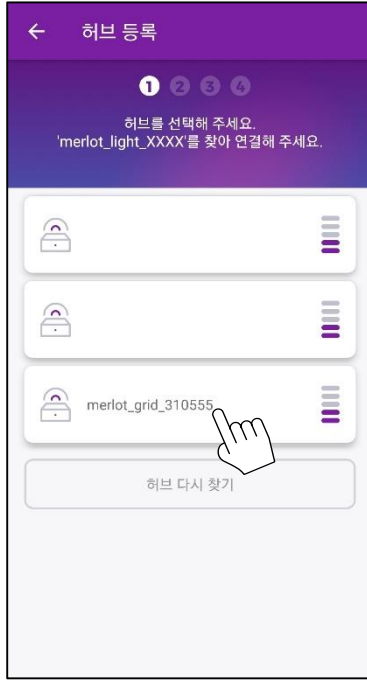 허브 등록
1 2 3 4
허브를 선택해 주세요.
'merlot_light_XXXX'를 찾아 연결해 주세요.
merlot_grid_310555
허브 다시 찾기